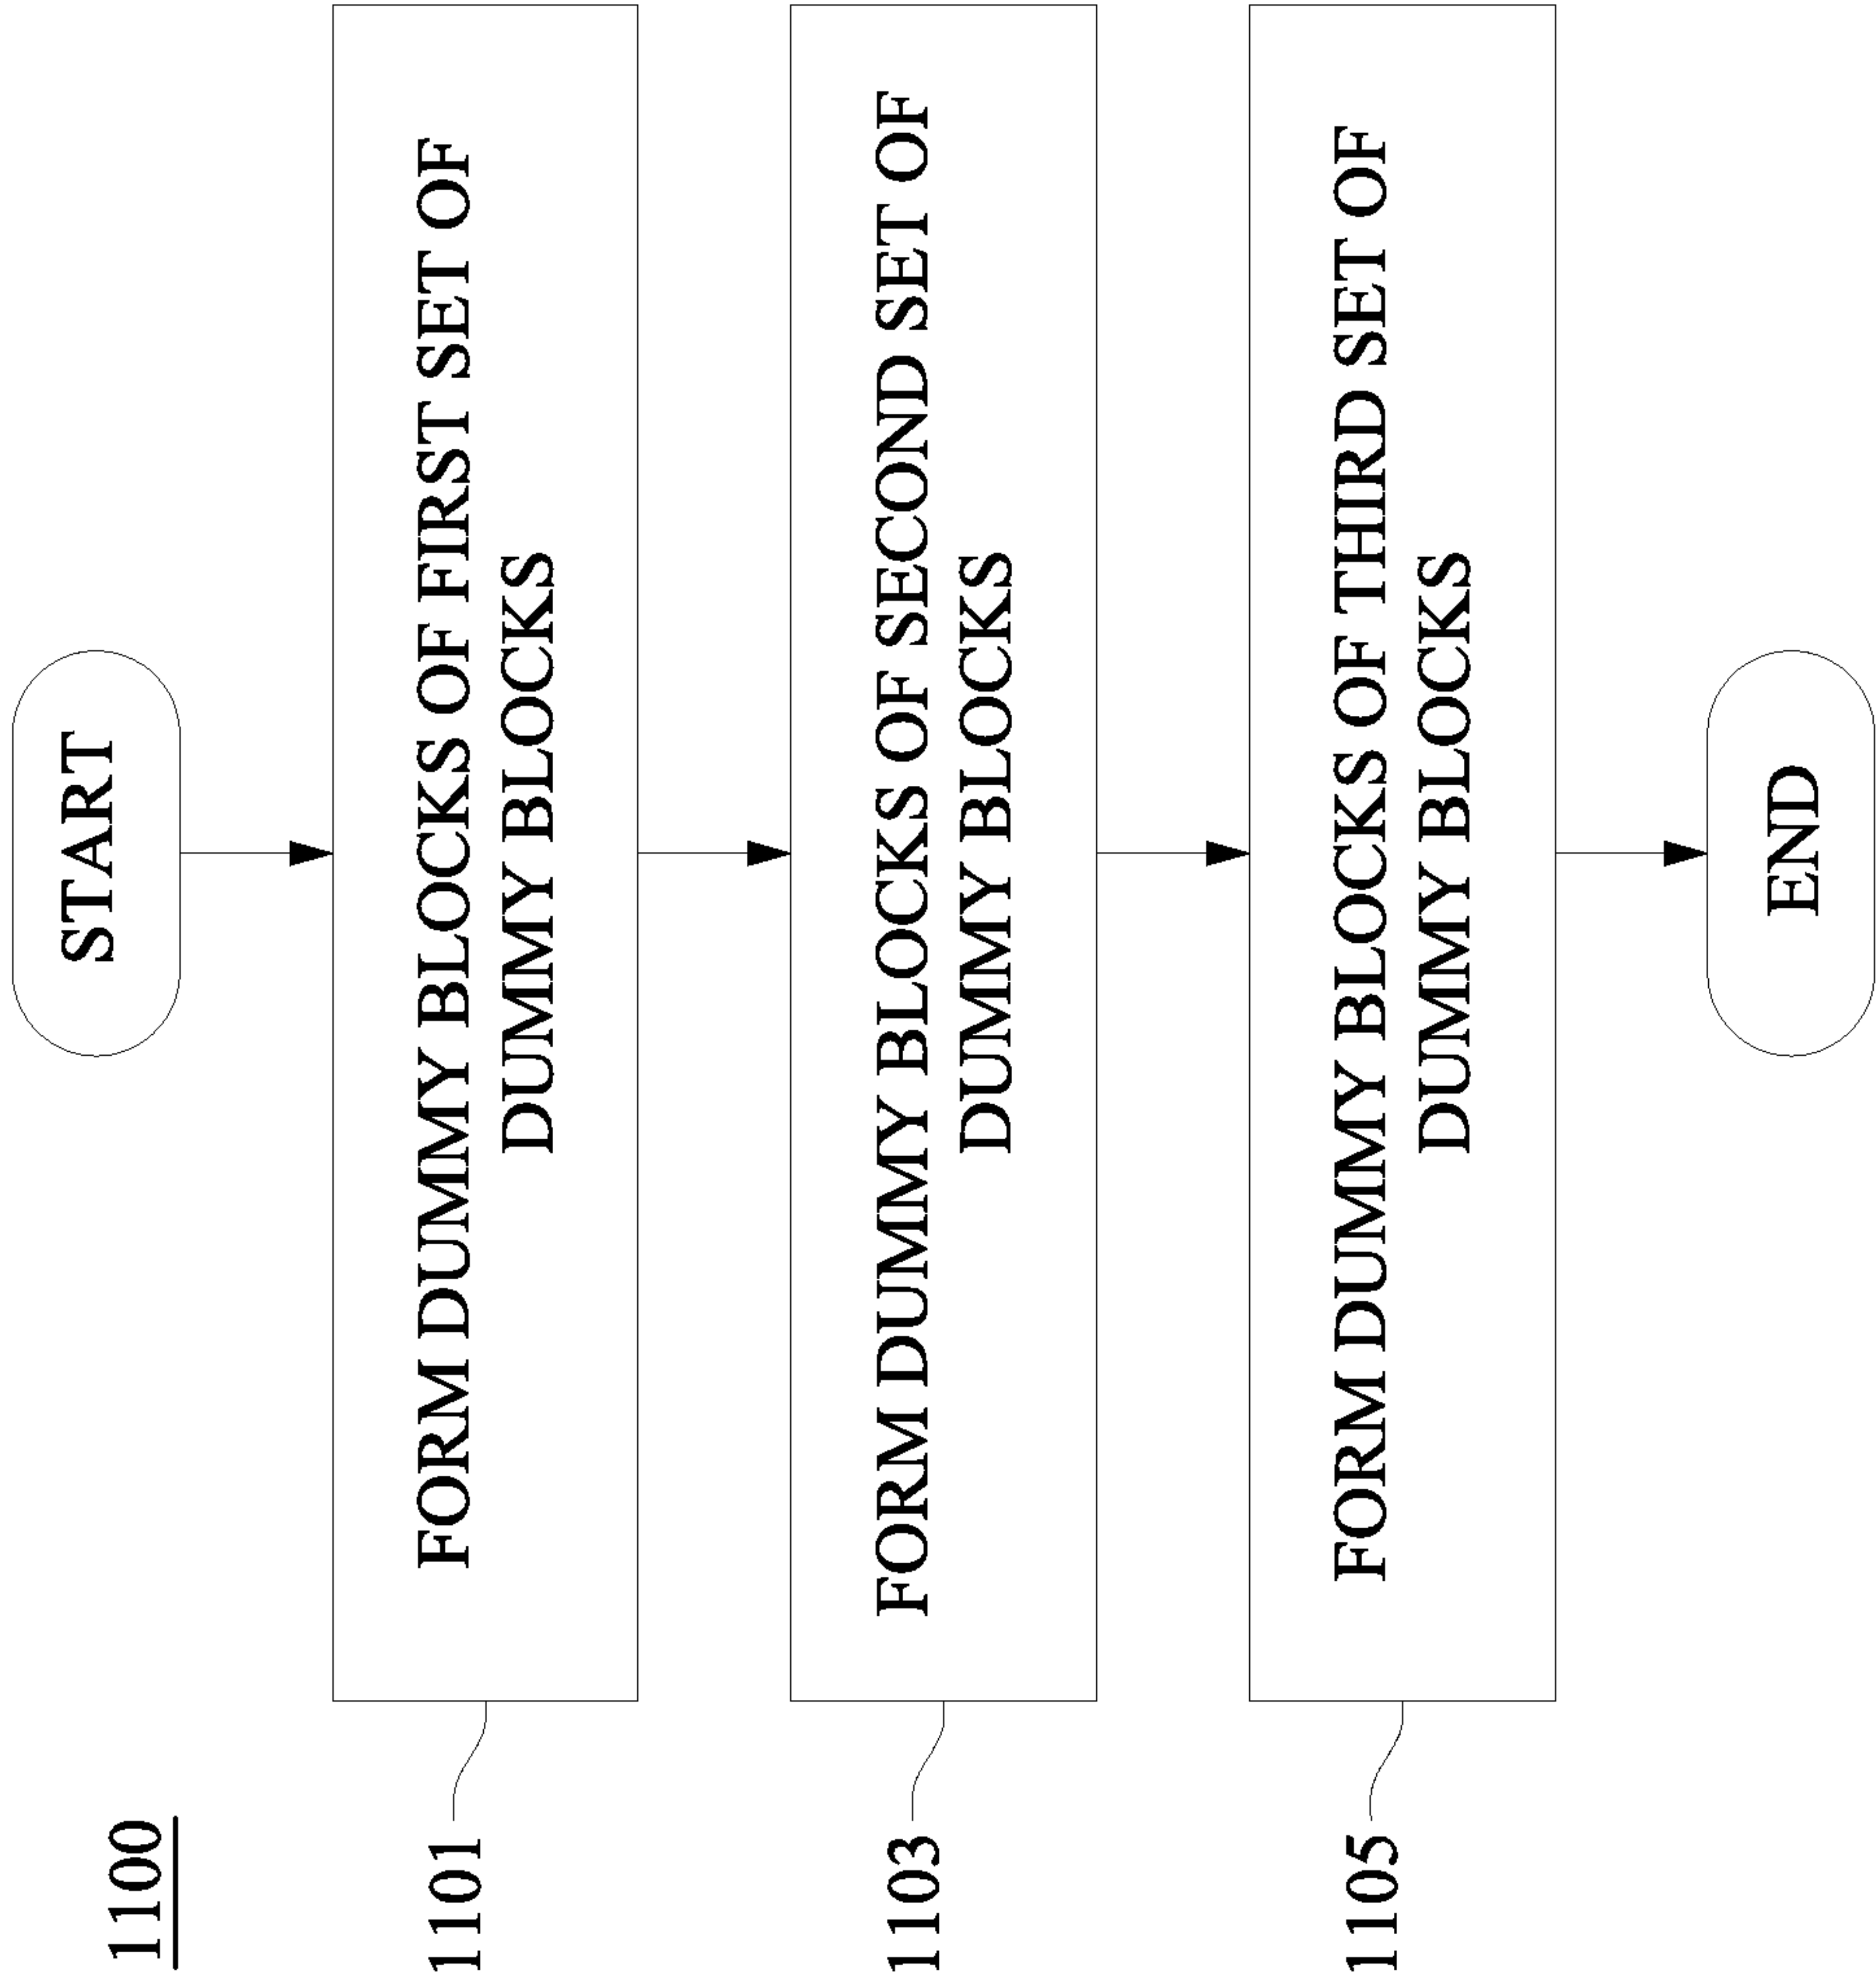 1100
START
1101
FORM DUMMY BLOCKS OF FIRST SET OF
DUMMY BLOCKS
1103
FORM DUMMY BLOCKS OF SECOND SET OF
DUMMY BLOCKS
1105
FORM DUMMY BLOCKS OF THIRD SET OF
DUMMY BLOCKS
END